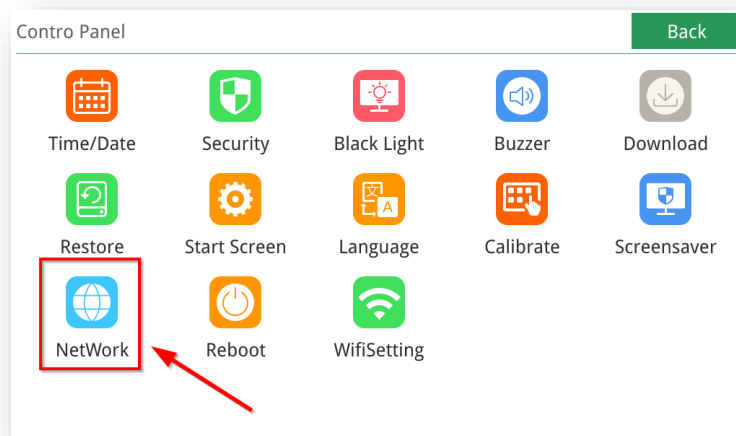 Contro Panel
Back
Time/Date Security Black Light Buzzer Download
Restore Start Screen Language Calibrate Screensaver
NetWork Reboot WifiSetting